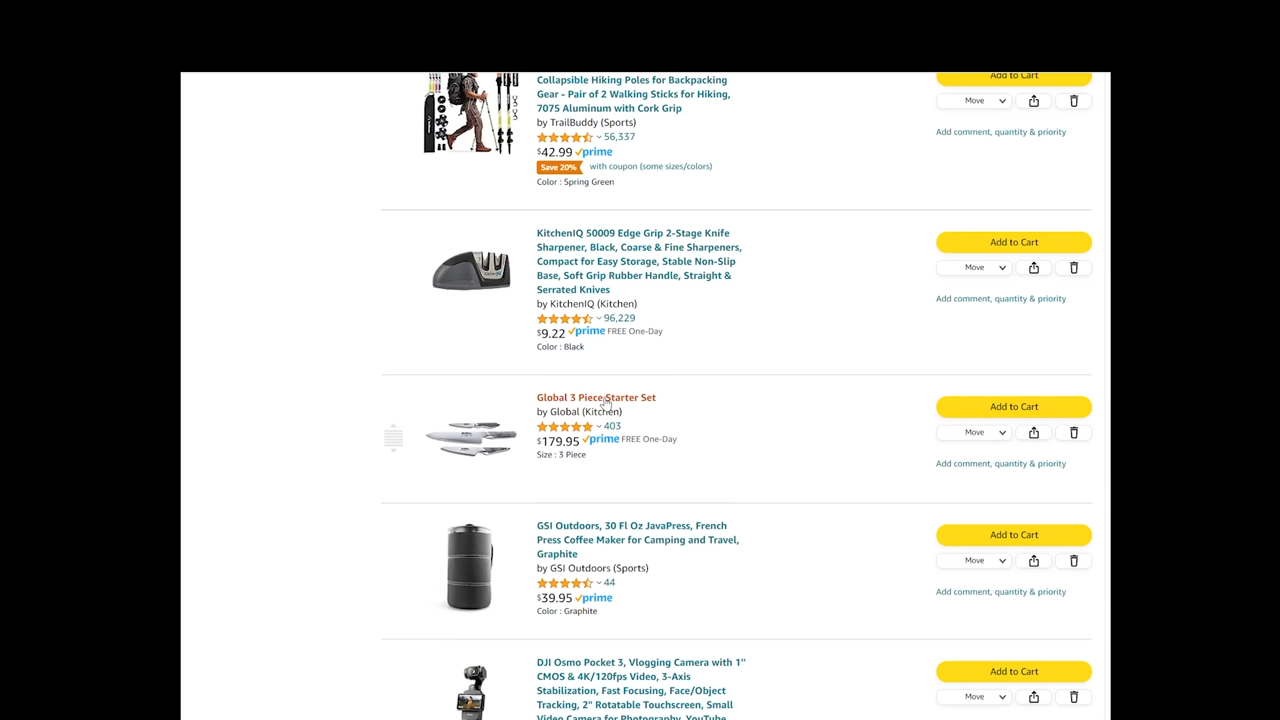 Collapsible Hiking Poles for Backpacking
Gear - Pair of 2 Walking Sticks for Hiking,
7075 Aluminum with Cork Grip
by TrailBuddy (Sports)
56,337
$42.99 prime
Save 20% with coupon (some sizes/colors)
Color : Spring Green
Add to Cart
Move
Add comment, quantity & priority
KitchenIQ 50009 Edge Grip 2-Stage Knife
Sharpener, Black, Coarse & Fine Sharpeners,
Compact for Easy Storage, Stable Non-Slip
Base, Soft Grip Rubber Handle, Straight &
Serrated Knives
by KitchenIQ (Kitchen)
96,229
$9.22 prime FREE One-Day
Color : Black
Add to Cart
Move
Add comment, quantity & priority
Global 3 Piece Starter Set
by Global (Kitchen)
403
$179.95 prime FREE One-Day
Size : 3 Piece
Add to Cart
Move
Add comment, quantity & priority
GSI Outdoors, 30 Fl Oz JavaPress, French
Press Coffee Maker for Camping and Travel,
Graphite
by GSI Outdoors (Sports)
44
$39.95 prime
Color : Graphite
Add to Cart
Move
Add comment, quantity & priority
DJI Osmo Pocket 3, Vlogging Camera with 1"
CMOS & 4K/120fps Video, 3-Axis
Stabilization, Fast Focusing, Face/Object
Tracking, 2" Rotatable Touchscreen, Small
Video Camera for Photography, YouTube
Add to Cart
Move